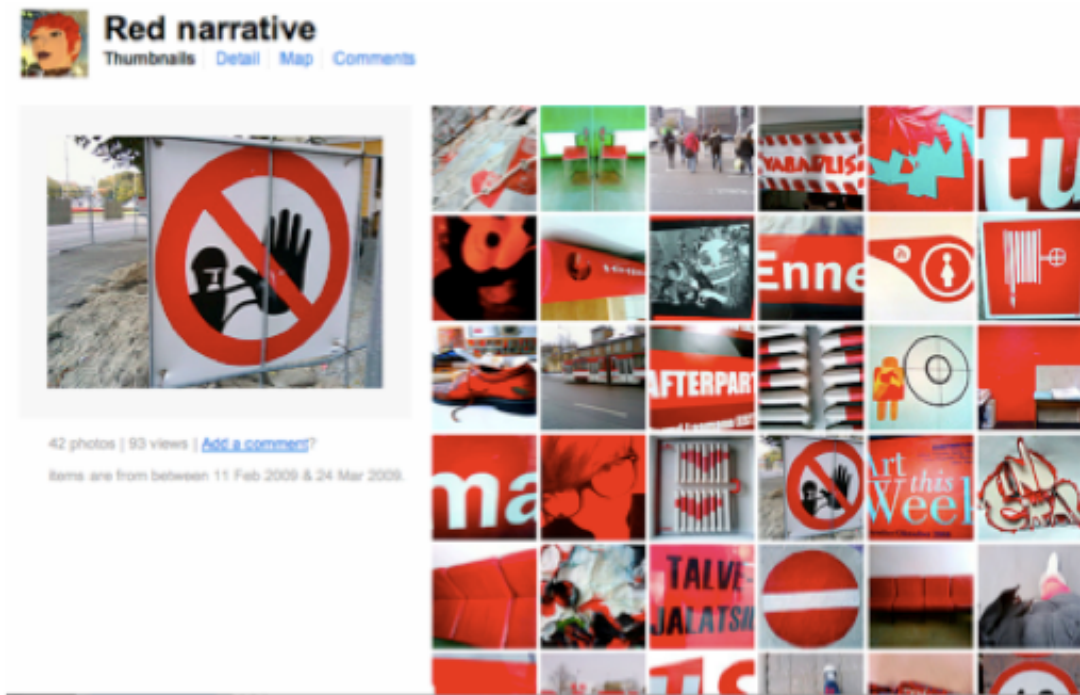 Red narrative
Thumbnails Detail Map Comments
tu
Enne
AFTERPART
ma
Art
this
Week
TALVE-
JALATSI
42 photos | 93 views | Add a comment?
items are from between 11 Feb 2009 & 24 Mar 2009.